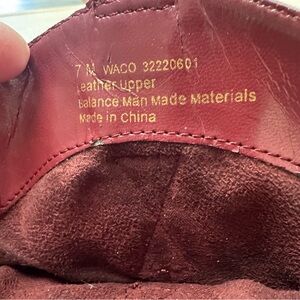 7 M WACO 32220601
Leather Upper
Balance Man Made Materials
Made in China